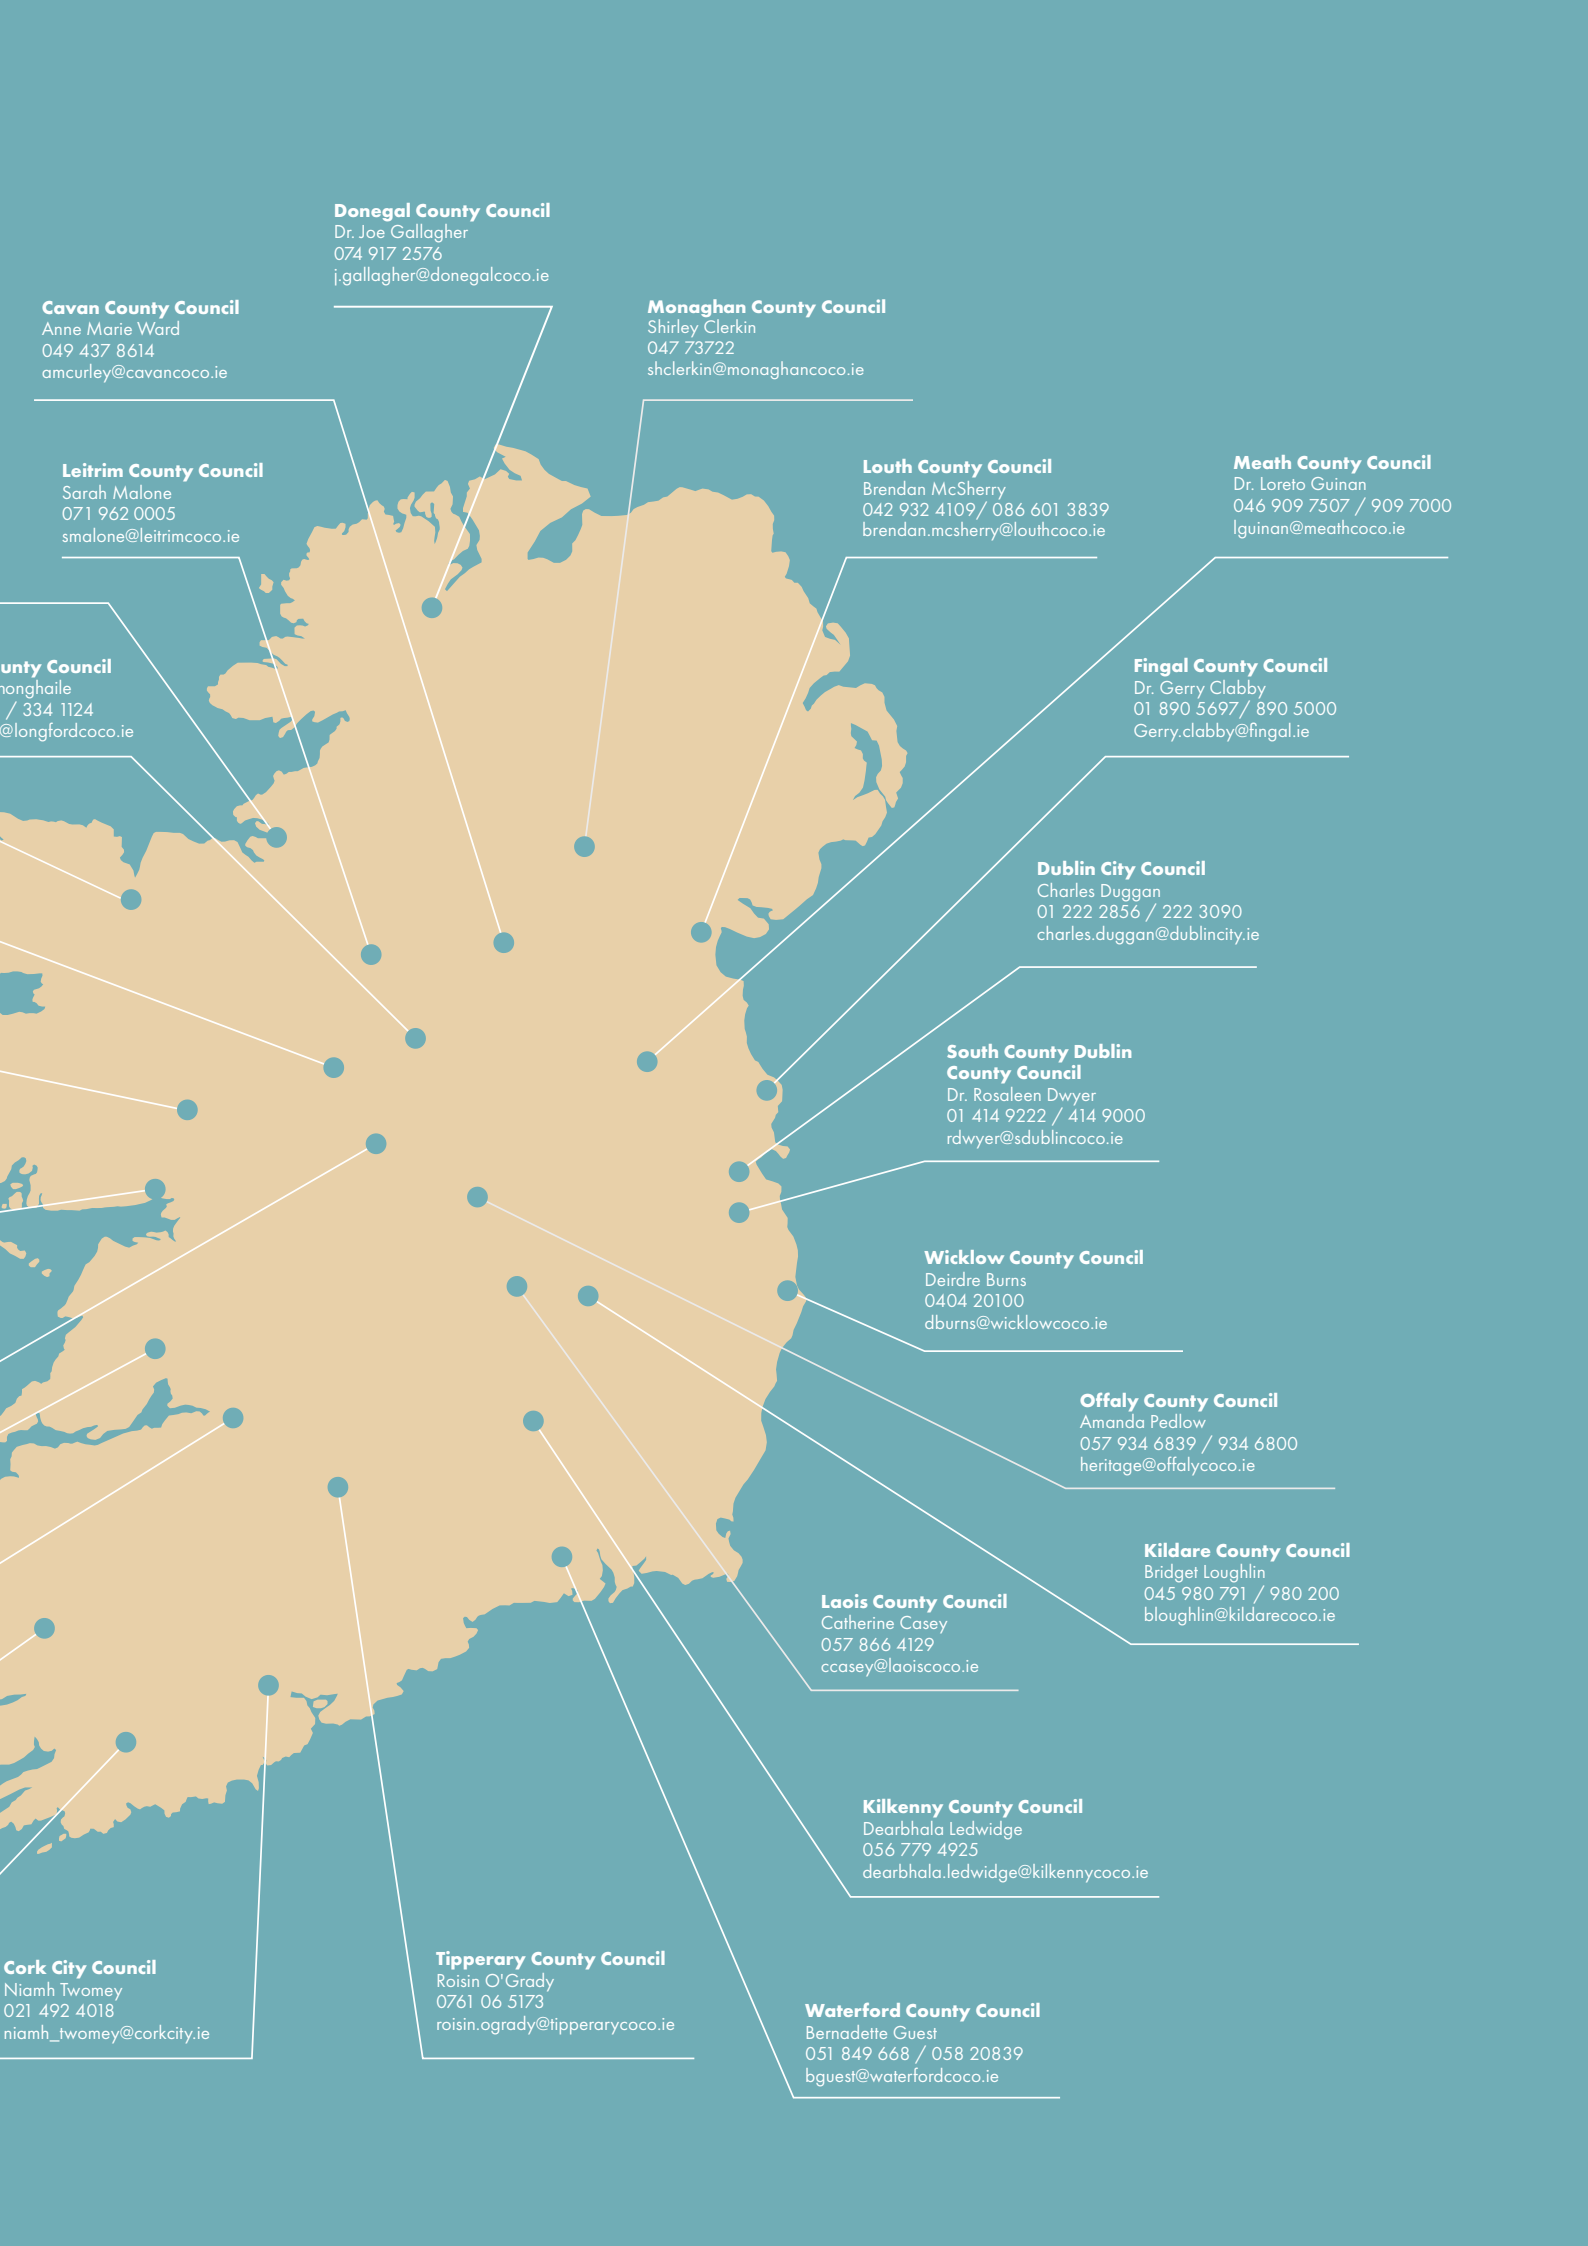 Donegal County Council
Dr. Joe Gallagher
074 917 2576
j.gallagher@donegalcoco.ie
Cavan County Council
Anne Marie Ward
049 437 8614
amcurley@cavancoco.ie
Monaghan County Council
Shirley Clerkin
047 73722
shclerkin@monaghancoco.ie
Leitrim County Council
Sarah Malone
071 962 0005
smalone@leitrimcoco.ie
Louth County Council
Brendan McSherry
042 932 4109/ 086 601 3839
brendan.mcsherry@louthcoco.ie
Meath County Council
Dr. Loreto Guinan
046 909 7507 / 909 7000
lguinan@meathcoco.ie
Council
/ 334 1124
@longfordcoco.ie
Fingal County Council
Dr. Gerry Clabby
01 890 5697/ 890 5000
Gerry.clabby@fingal.ie
Dublin City Council
Charles Duggan
01 222 2856 / 222 3090
charles.duggan@dublincity.ie
South County Dublin
County Council
Dr. Rosaleen Dwyer
01 414 9222 / 414 9000
rdwyer@sdublincoco.ie
Wicklow County Council
Deirdre Burns
0404 20100
dburns@wicklowcoco.ie
Offaly County Council
Amanda Pedlow
057 934 6839 / 934 6800
heritage@offalycoco.ie
Kildare County Council
Bridget Loughlin
045 980 791 / 980 200
bloughlin@kildarecoco.ie
Laois County Council
Catherine Casey
057 866 4129
ccasey@laoiscoco.ie
Kilkenny County Council
Dearbhala Ledwidge
056 779 4925
dearbhala.ledwidge@kilkennycoco.ie
Cork City Council
Niamh Twomey
021 492 4018
niamh_twomey@corkcity.ie
Tipperary County Council
Roisin O'Grady
0761 06 5173
roisin.ogrady@tipperarycoco.ie
Waterford County Council
Bernadette Guest
051 849 668 / 058 20839
bguest@waterfordcoco.ie